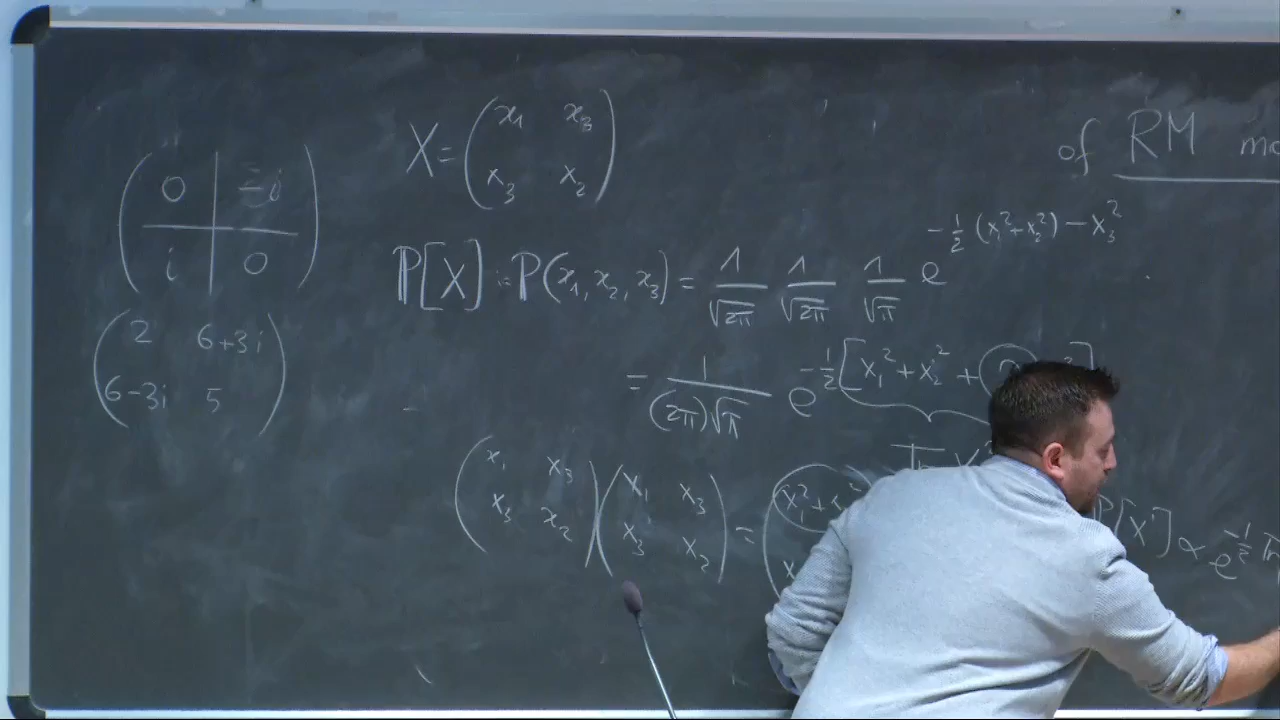 of RM
X = ( x₁ x₃
x₃ x₂ )
( 0 | -i
i | 0 )
-½ (x₁²+x₂²) - x₃²
P[X] = P(x₁, x₂, x₃) = 1/√2π 1/√2π 1/√π e
( 2 6+3i
6-3i 5 )
= 1/(2π)√π e -½[x₁²+x₂²+
( x₁ x₃ ) ( x₁ x₃ ) = ( x₁²+x
x₃ x₂ x₃ x₂
P[X] ∝ e -½